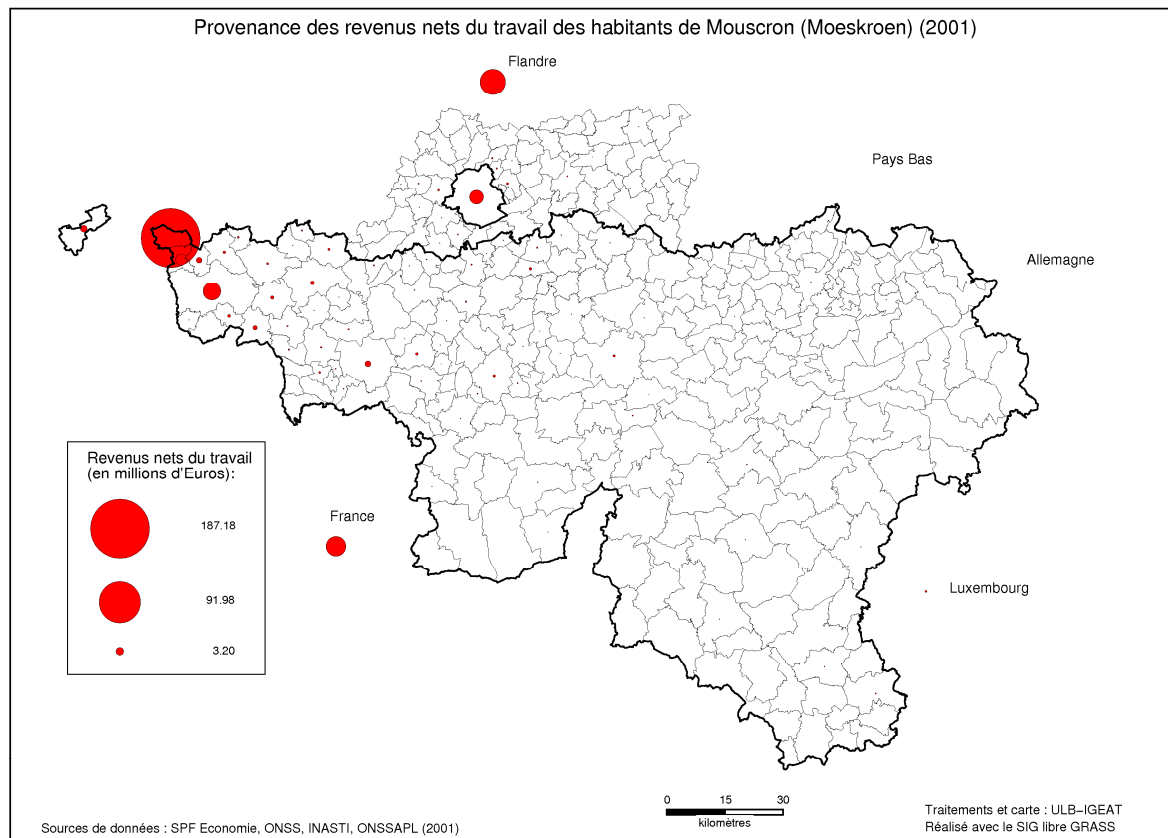 Provenance des revenus nets du travail des habitants de Mouscron (Moeskroen) (2001)
Flandre
Pays Bas
Allemagne
Revenus nets du travail
(en millions d'Euros):
187.18
91.98
3.20
France
Luxembourg
0 15 30
kilomètres
Sources de données : SPF Economie, ONSS, INASTI, ONSSAPL (2001)
Traitements et carte : ULB-IGEAT
Réalisé avec le SIG libre GRASS